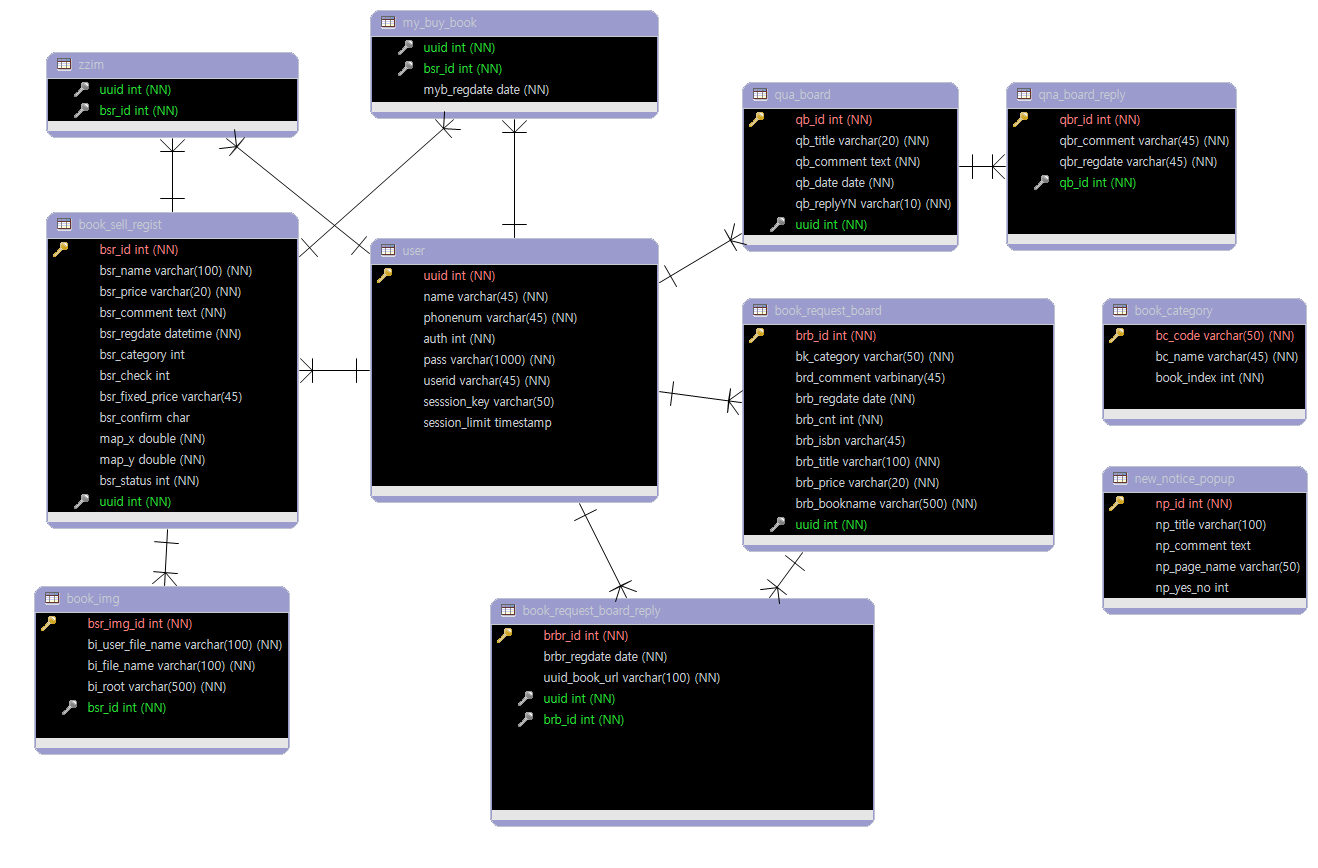 my_buy_book
uuid int (NN)
bsr_id int (NN)
myb_regdate date (NN)
zzim
uuid int (NN)
bsr_id int (NN)
qua_board
qb_id int (NN)
qb_title varchar(20) (NN)
qb_comment text (NN)
qb_date date (NN)
qb_replyYN varchar(10) (NN)
uuid int (NN)
qna_board_reply
qbr_id int (NN)
qbr_comment varchar(45) (NN)
qbr_regdate varchar(45) (NN)
qb_id int (NN)
book_sell_regist
bsr_id int (NN)
bsr_name varchar(100) (NN)
bsr_price varchar(20) (NN)
bsr_comment text (NN)
bsr_regdate datetime (NN)
bsr_category int
bsr_check int
bsr_fixed_price varchar(45)
bsr_confirm char
map_x double (NN)
map_y double (NN)
bsr_status int (NN)
uuid int (NN)
user
uuid int (NN)
name varchar(45) (NN)
phonenum varchar(45) (NN)
auth int (NN)
pass varchar(1000) (NN)
userid varchar(45) (NN)
sesssion_key varchar(50)
session_limit timestamp
book_request_board
brb_id int (NN)
bk_category varchar(50) (NN)
brd_comment varbinary(45)
brb_regdate date (NN)
brb_cnt int (NN)
brb_isbn varchar(45)
brb_title varchar(100) (NN)
brb_price varchar(20) (NN)
brb_bookname varchar(500) (NN)
uuid int (NN)
book_category
bc_code varchar(50) (NN)
bc_name varchar(45) (NN)
book_index int (NN)
new_notice_popup
np_id int (NN)
np_title varchar(100)
np_comment text
np_page_name varchar(50)
np_yes_no int
book_img
bsr_img_id int (NN)
bi_user_file_name varchar(100) (NN)
bi_file_name varchar(100) (NN)
bi_root varchar(500) (NN)
bsr_id int (NN)
book_request_board_reply
brbr_id int (NN)
brbr_regdate date (NN)
uuid_book_url varchar(100) (NN)
uuid int (NN)
brb_id int (NN)